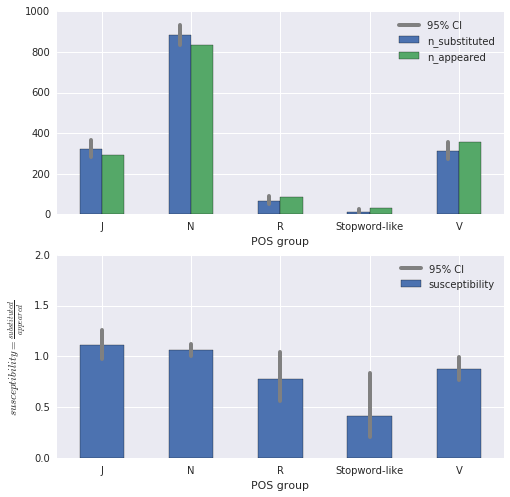 1000
800
600
400
200
0
95% CI
n_substituted
n_appeared
J N R Stopword-like V
POS group
2.0
1.5
1.0
0.5
0.0
susceptibility = substituted/appeared
95% CI
susceptibility
J N R Stopword-like V
POS group